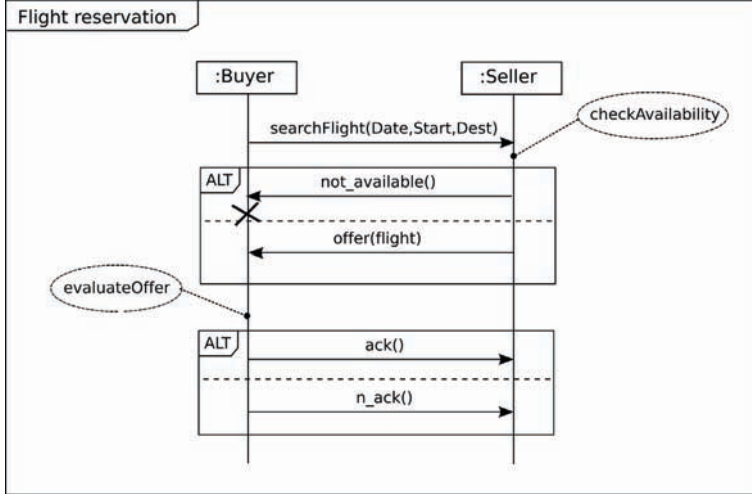 Flight reservation
:Buyer
:Seller
checkAvailability
searchFlight(Date,Start,Dest)
ALT
not_available()
offer(flight)
evaluateOffer
ALT
ack()
n_ack()